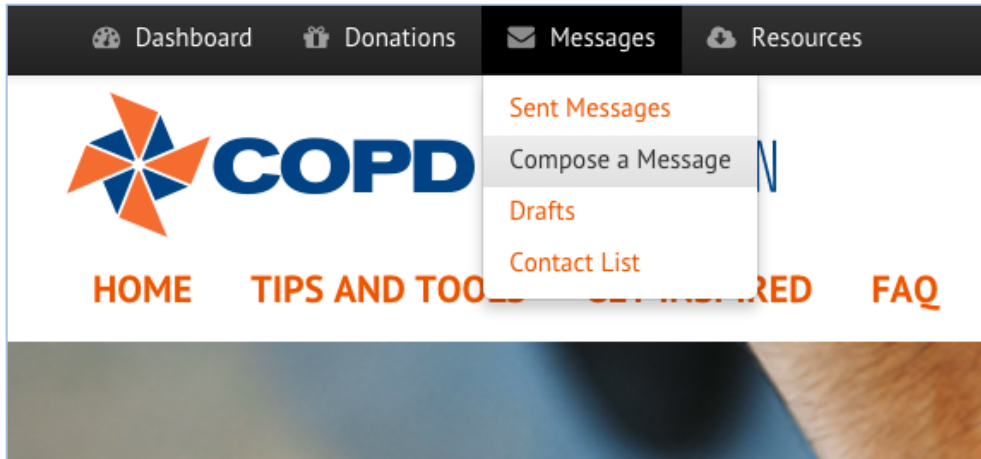 Dashboard Donations Messages Resources
Sent Messages
COPD Compose a Message N
Drafts
Contact List
HOME TIPS AND TOO FAQ